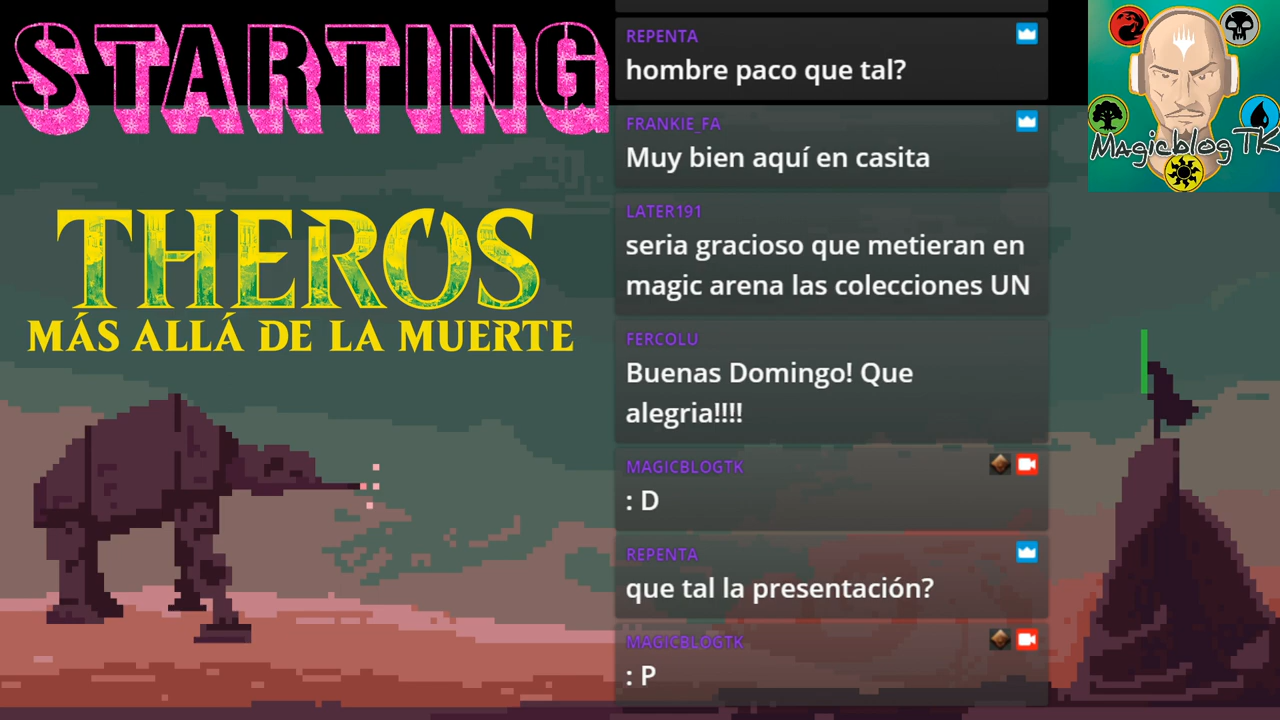 STARTING
THEROS
MÁS ALLÁ DE LA MUERTE
REPENTA
hombre paco que tal?
FRANKIE_FA
Muy bien aquí en casita
LATER191
seria gracioso que metieran en
magic arena las colecciones UN
FERCOLU
Buenas Domingo! Que
alegria!!!!
MAGICBLOGTK
: D
REPENTA
que tal la presentación?
MAGICBLOGTK
: P
Magicblog TK